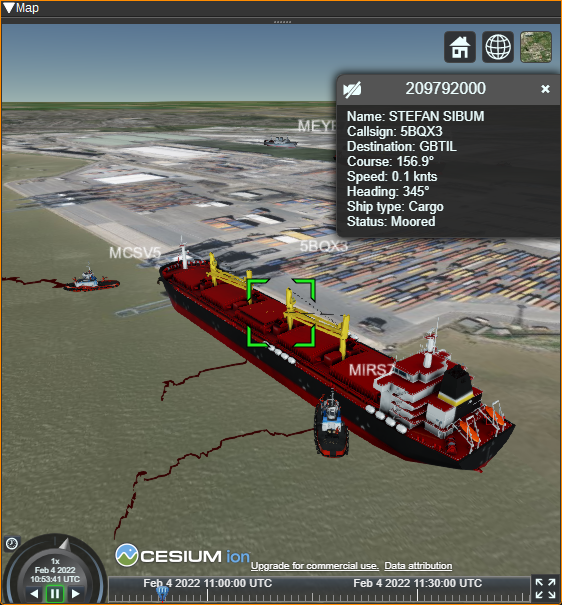 Map
209792000
Name: STEFAN SIBUM
Callsign: 5BQX3
Destination: GBTIL
Course: 156.9°
Speed: 0.1 knts
Heading: 345°
Ship type: Cargo
Status: Moored
MCSV5
5BQX3
MIRS7
CESIUM ion
Upgrade for commercial use. Data attribution
1x
Feb 4 2022
10:53:41 UTC
Feb 4 2022 11:00:00 UTC
Feb 4 2022 11:30:00 UTC